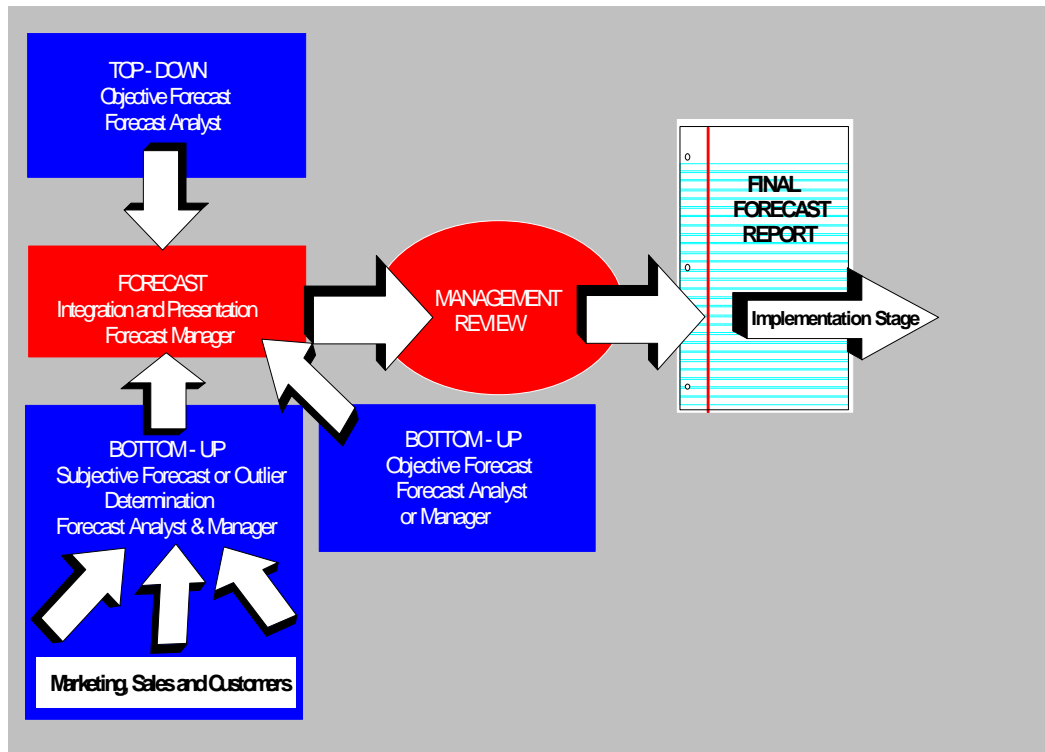 TOP - DOWN
Objective Forecast
Forecast Analyst
FORECAST
Integration and Presentation
Forecast Manager
MANAGEMENT
REVIEW
FINAL
FORECAST
REPORT
Implementation Stage
BOTTOM - UP
Subjective Forecast or Outlier
Determination
Forecast Analyst & Manager
BOTTOM - UP
Objective Forecast
Forecast Analyst
or Manager
Marketing, Sales and Customers